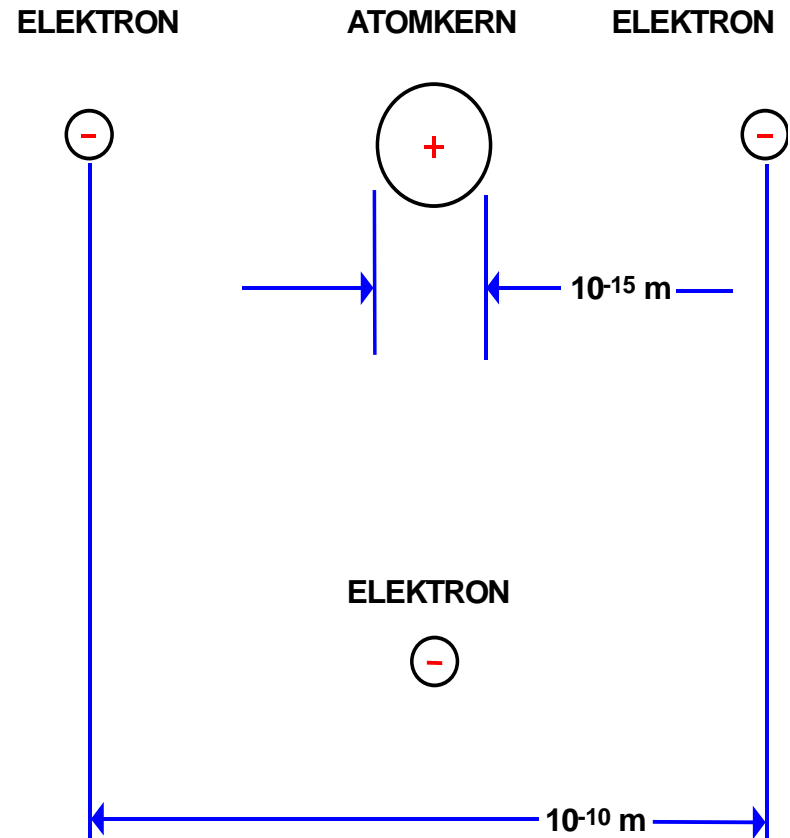 ELEKTRON ATOMKERN ELEKTRON
- + -
10-15 m
ELEKTRON
-
10-10 m